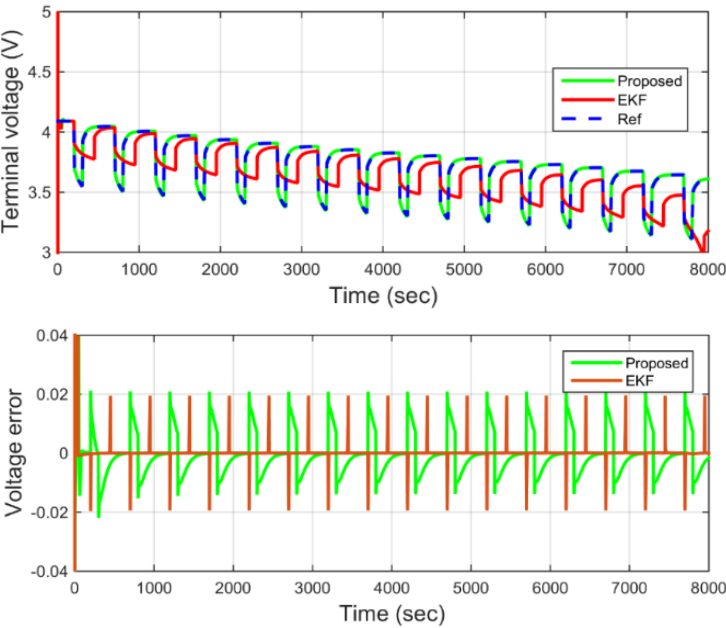 5
4.5
4
3.5
3
Terminal voltage (V)
Proposed
EKF
Ref
0 1000 2000 3000 4000 5000 6000 7000 8000
Time (sec)
0.04
0.02
0
-0.02
-0.04
Voltage error
Proposed
EKF
0 1000 2000 3000 4000 5000 6000 7000 8000
Time (sec)